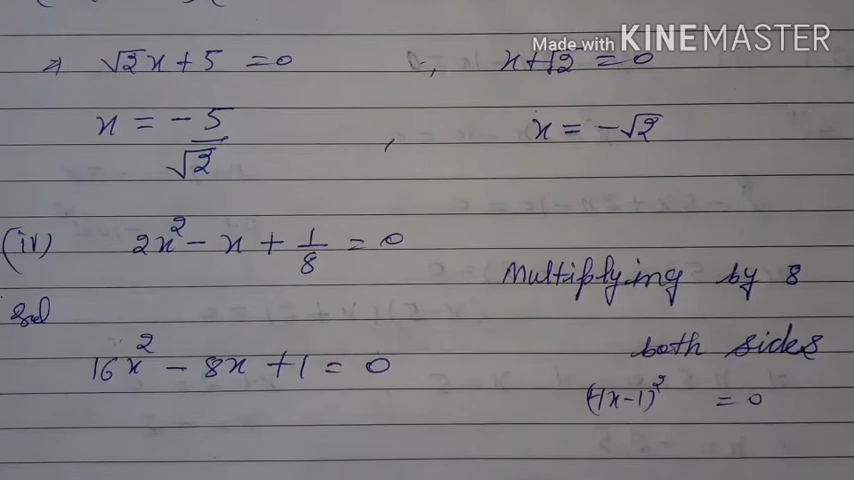 Made with KINEMASTER
⇒ √2x + 5 = 0 , x + √2 = 0
x = -5/√2 , x = -√2
(iv) 2x² - x + 1/8 = 0
Multiplying by 8
Sol
both sides
16x² - 8x + 1 = 0
(4x-1)² = 0